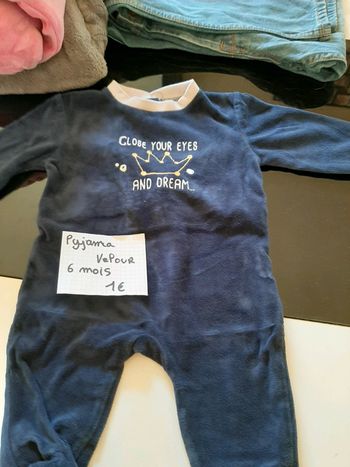 CLOSE YOUR EYES
AND DREAM...
Pyjama
Velour
6 mois
1€